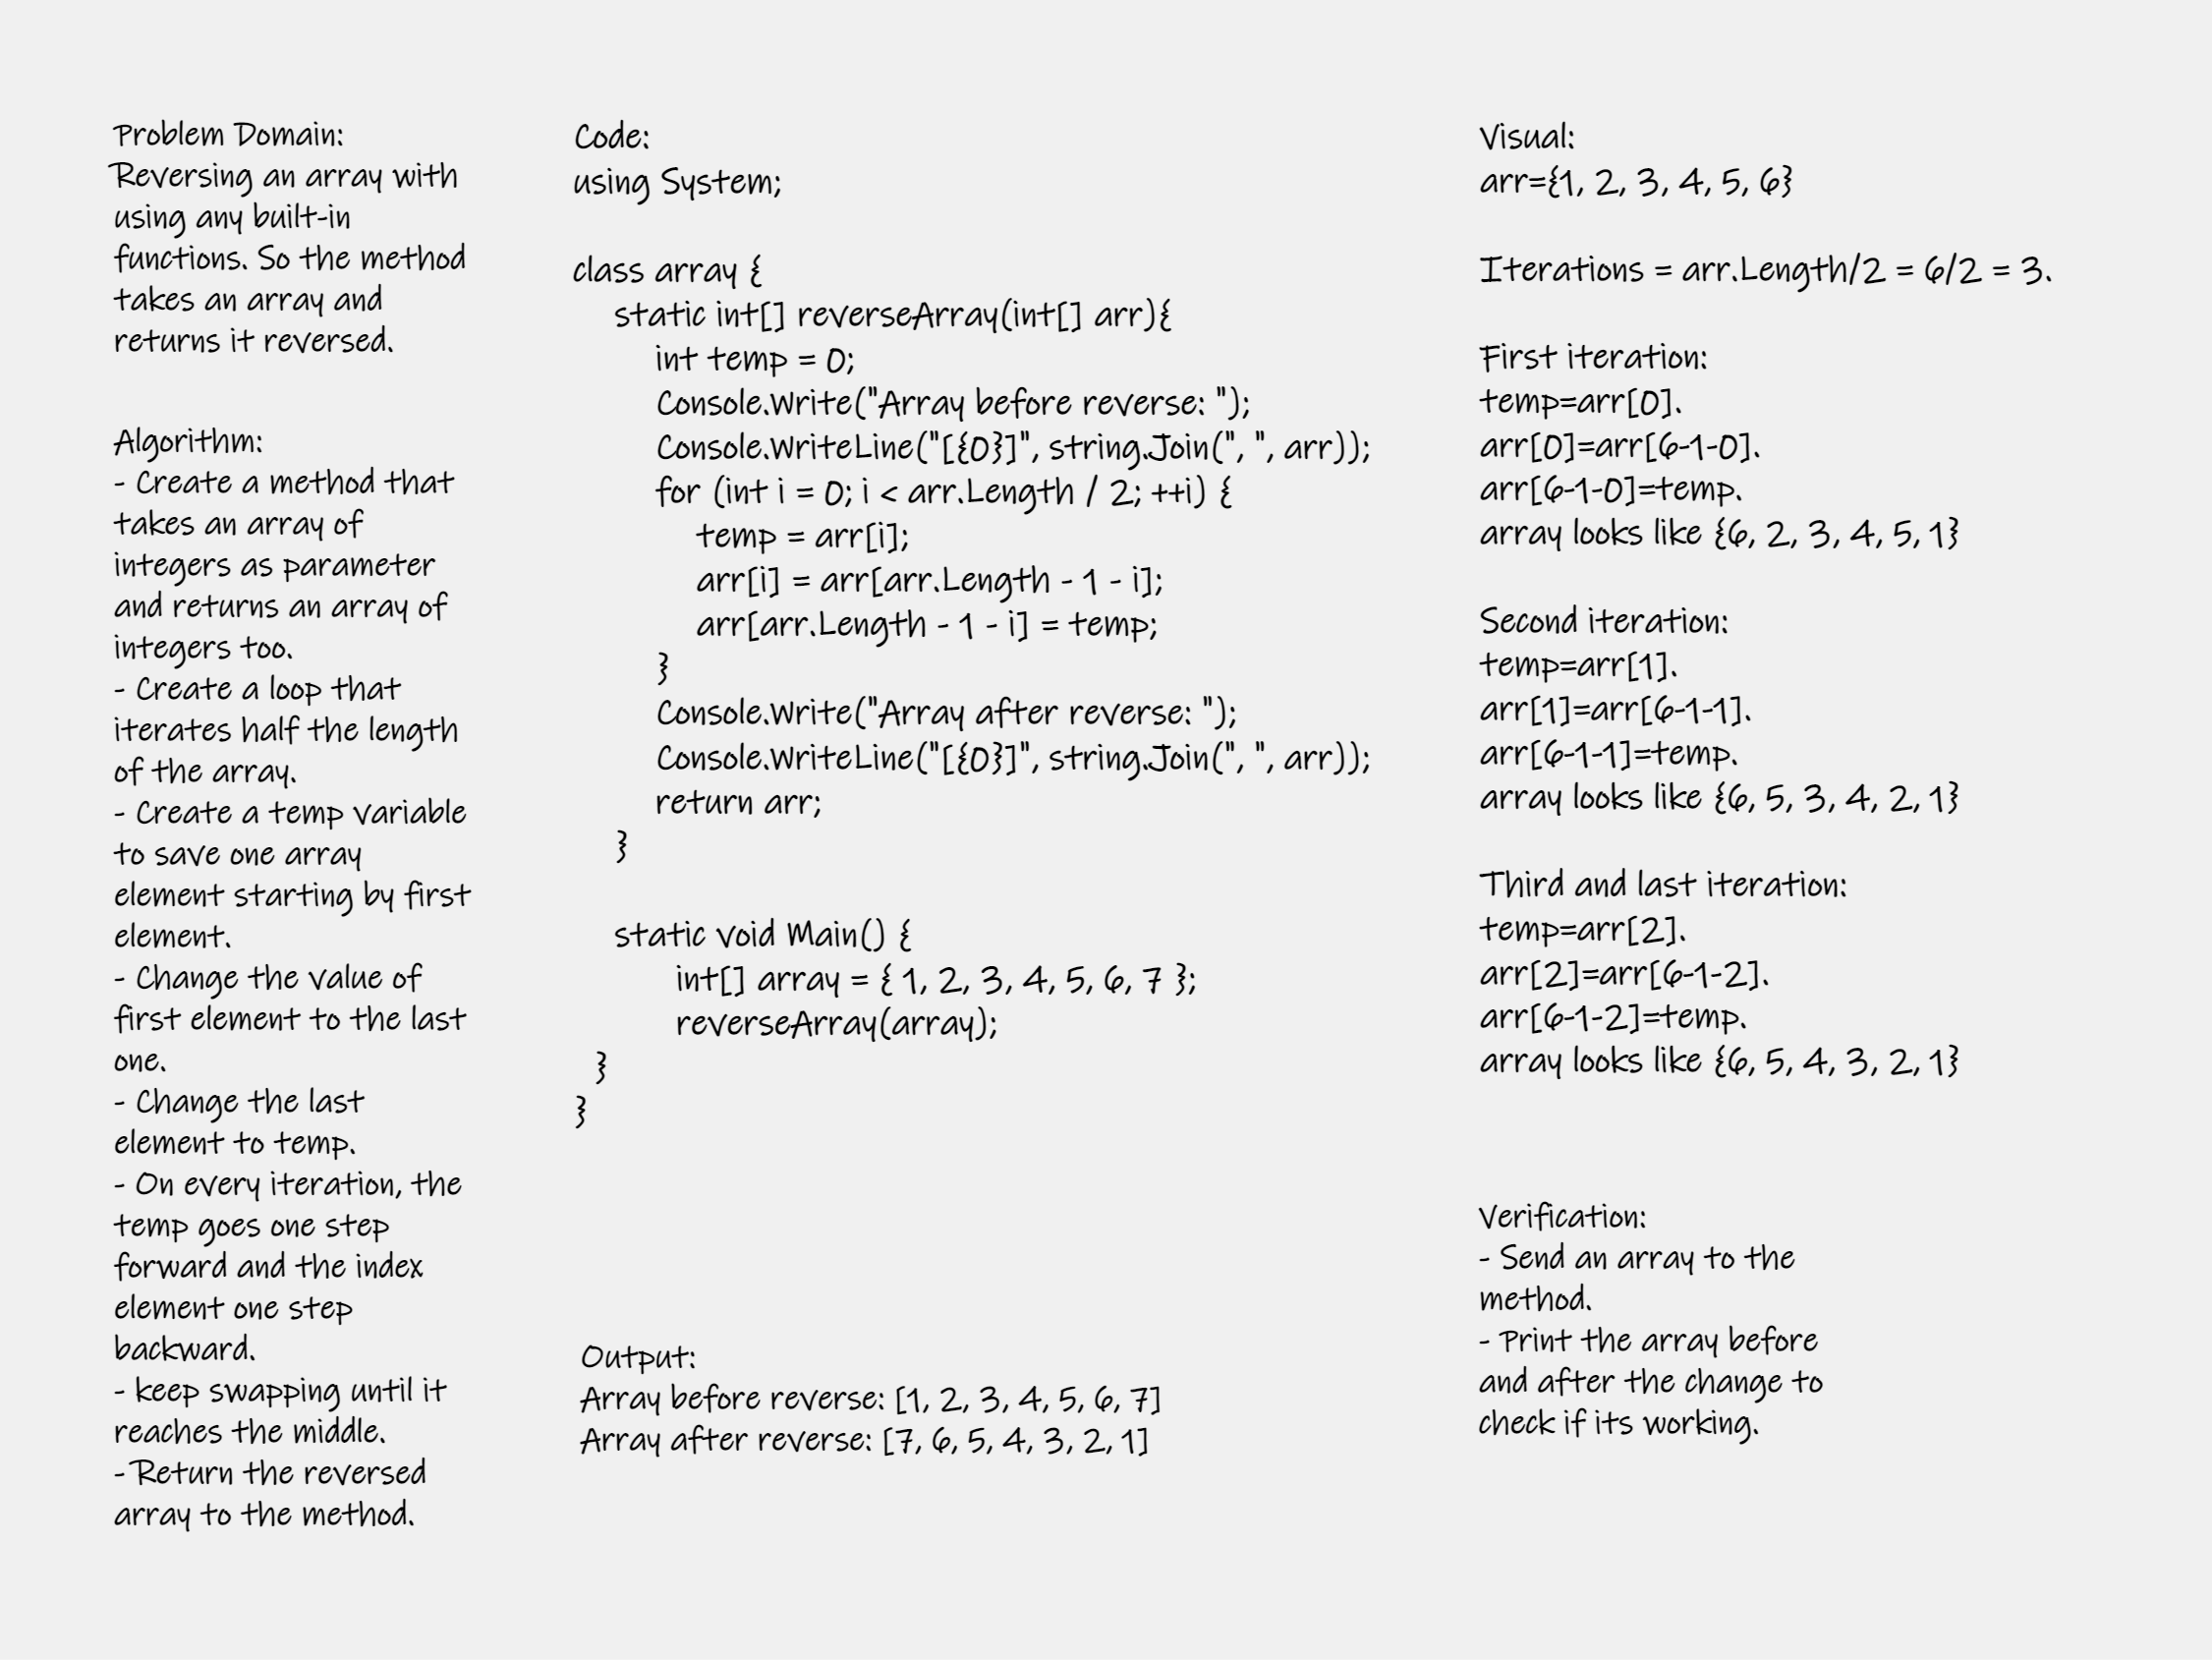 Problem Domain:
Reversing an array with
using any built-in
functions. So the method
takes an array and
returns it reversed.
Algorithm:
- Create a method that
takes an array of
integers as parameter
and returns an array of
integers too.
- Create a loop that
iterates half the length
of the array.
- Create a temp variable
to save one array
element starting by first
element.
- Change the value of
first element to the last
one.
- Change the last
element to temp.
- On every iteration, the
temp goes one step
forward and the index
element one step
backward.
- keep swapping until it
reaches the middle.
- Return the reversed
array to the method.
Code:
using System;
class array {
static int[] reverseArray(int[] arr){
int temp = 0;
Console.Write("Array before reverse: ");
Console.WriteLine("[{0}]", string.Join(", ", arr));
for (int i = 0; i < arr.Length / 2; ++i) {
temp = arr[i];
arr[i] = arr[arr.Length - 1 - i];
arr[arr.Length - 1 - i] = temp;
}
Console.Write("Array after reverse: ");
Console.WriteLine("[{0}]", string.Join(", ", arr));
return arr;
}
static void Main() {
int[] array = { 1, 2, 3, 4, 5, 6, 7 };
reverseArray(array);
}
}
Output:
Array before reverse: [1, 2, 3, 4, 5, 6, 7]
Array after reverse: [7, 6, 5, 4, 3, 2, 1]
Visual:
arr={1, 2, 3, 4, 5, 6}
Iterations = arr.Length/2 = 6/2 = 3.
First iteration:
temp=arr[0].
arr[0]=arr[6-1-0].
arr[6-1-0]=temp.
array looks like {6, 2, 3, 4, 5, 1}
Second iteration:
temp=arr[1].
arr[1]=arr[6-1-1].
arr[6-1-1]=temp.
array looks like {6, 5, 3, 4, 2, 1}
Third and last iteration:
temp=arr[2].
arr[2]=arr[6-1-2].
arr[6-1-2]=temp.
array looks like {6, 5, 4, 3, 2, 1}
Verification:
- Send an array to the
method.
- Print the array before
and after the change to
check if its working.